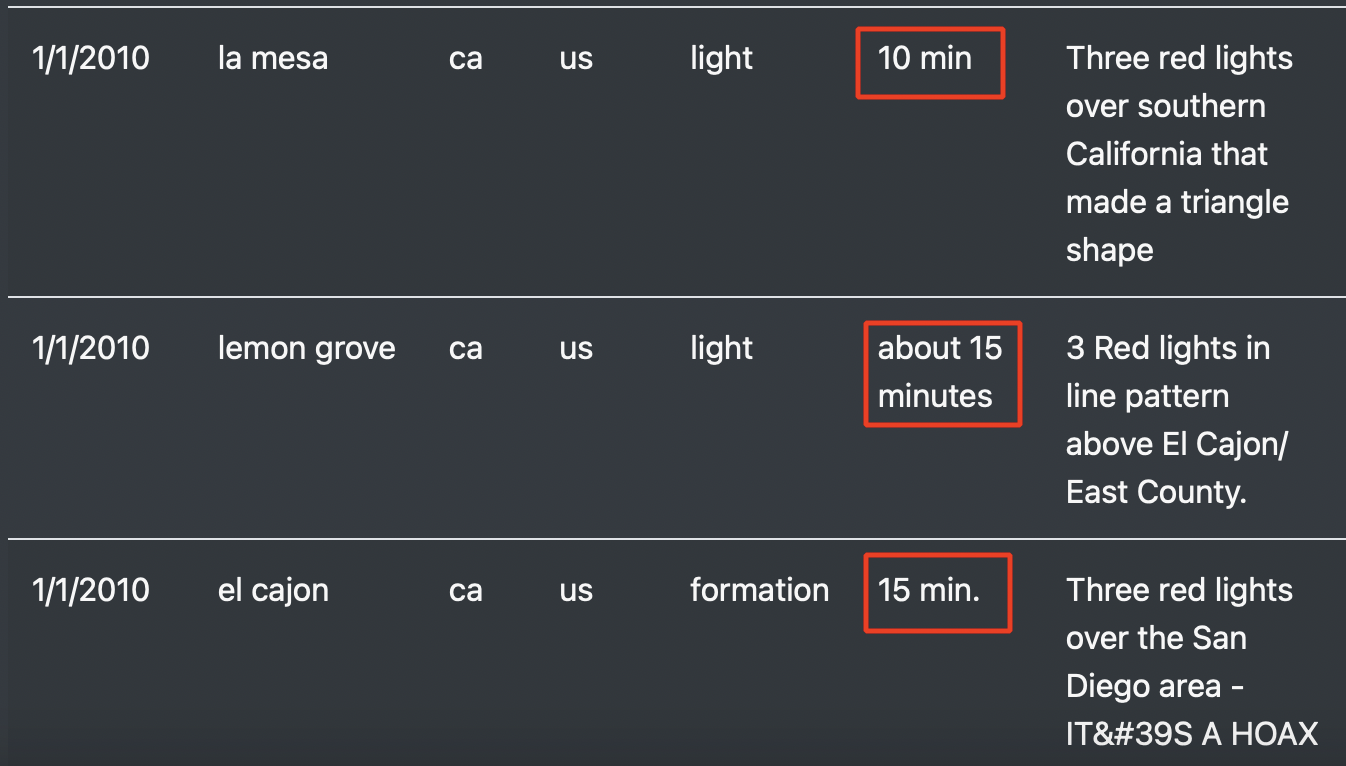 1/1/2010 la mesa ca us light 10 min Three red lights
over southern
California that
made a triangle
shape
1/1/2010 lemon grove ca us light about 15 3 Red lights in
minutes line pattern
above El Cajon/
East County.
1/1/2010 el cajon ca us formation 15 min. Three red lights
over the San
Diego area -
IT&#39S A HOAX